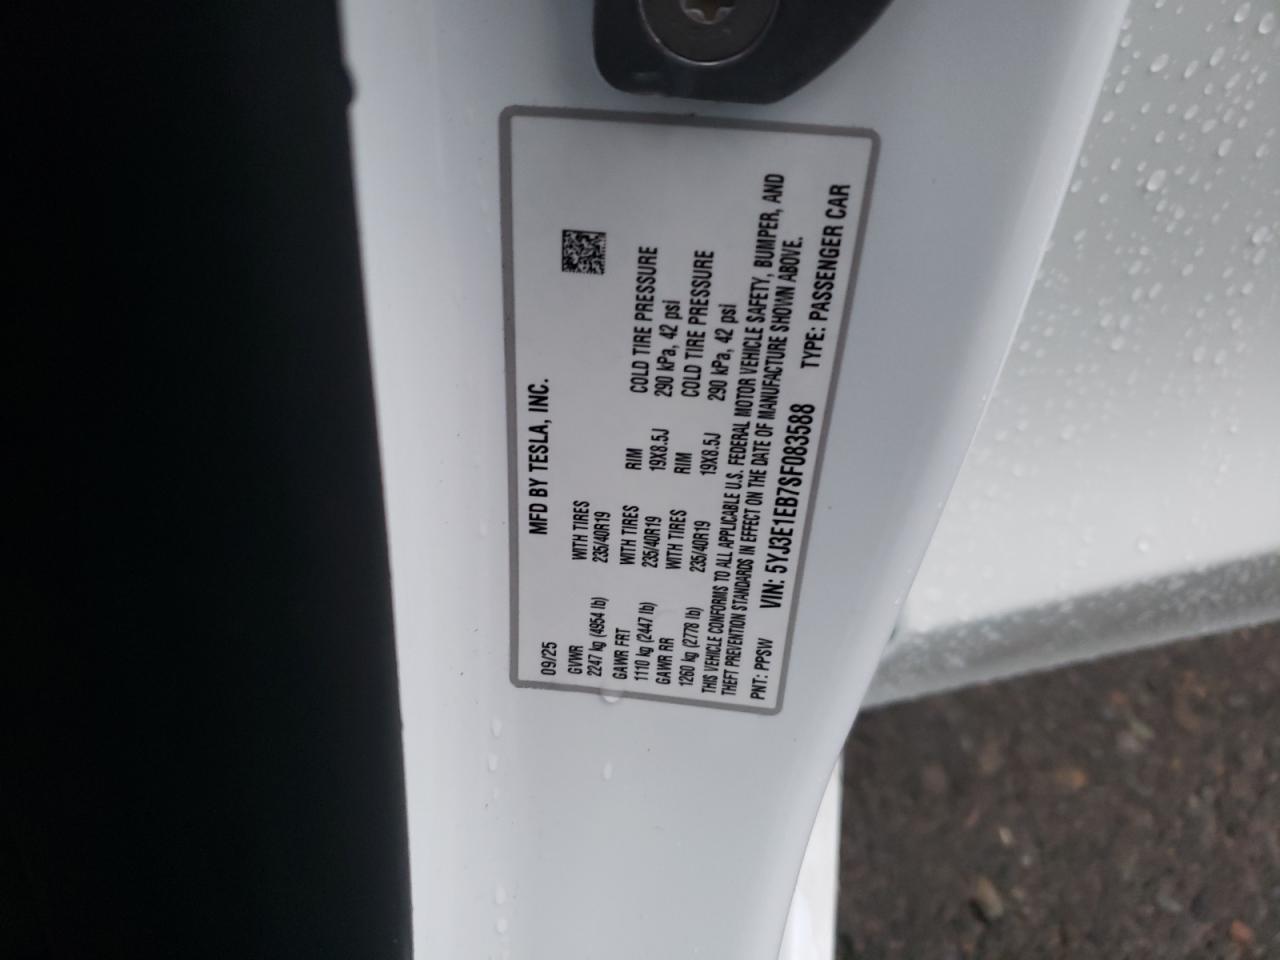 09/25 MFD BY TESLA, INC.
GVWR WITH TIRES
2247 kg (4954 lb) 235/40R19
GAWR FRT WITH TIRES RIM COLD TIRE PRESSURE
1110 kg (2447 lb) 235/40R19 19X8.5J 290 kPa, 42 psi
GAWR RR WITH TIRES RIM COLD TIRE PRESSURE
1260 kg (2778 lb) 235/40R19 19X8.5J 290 kPa, 42 psi
THIS VEHICLE CONFORMS TO ALL APPLICABLE U.S. FEDERAL MOTOR VEHICLE SAFETY, BUMPER, AND
THEFT PREVENTION STANDARDS IN EFFECT ON THE DATE OF MANUFACTURE SHOWN ABOVE.
PNT: PPSW VIN: 5YJ3E1EB7SF083588 TYPE: PASSENGER CAR